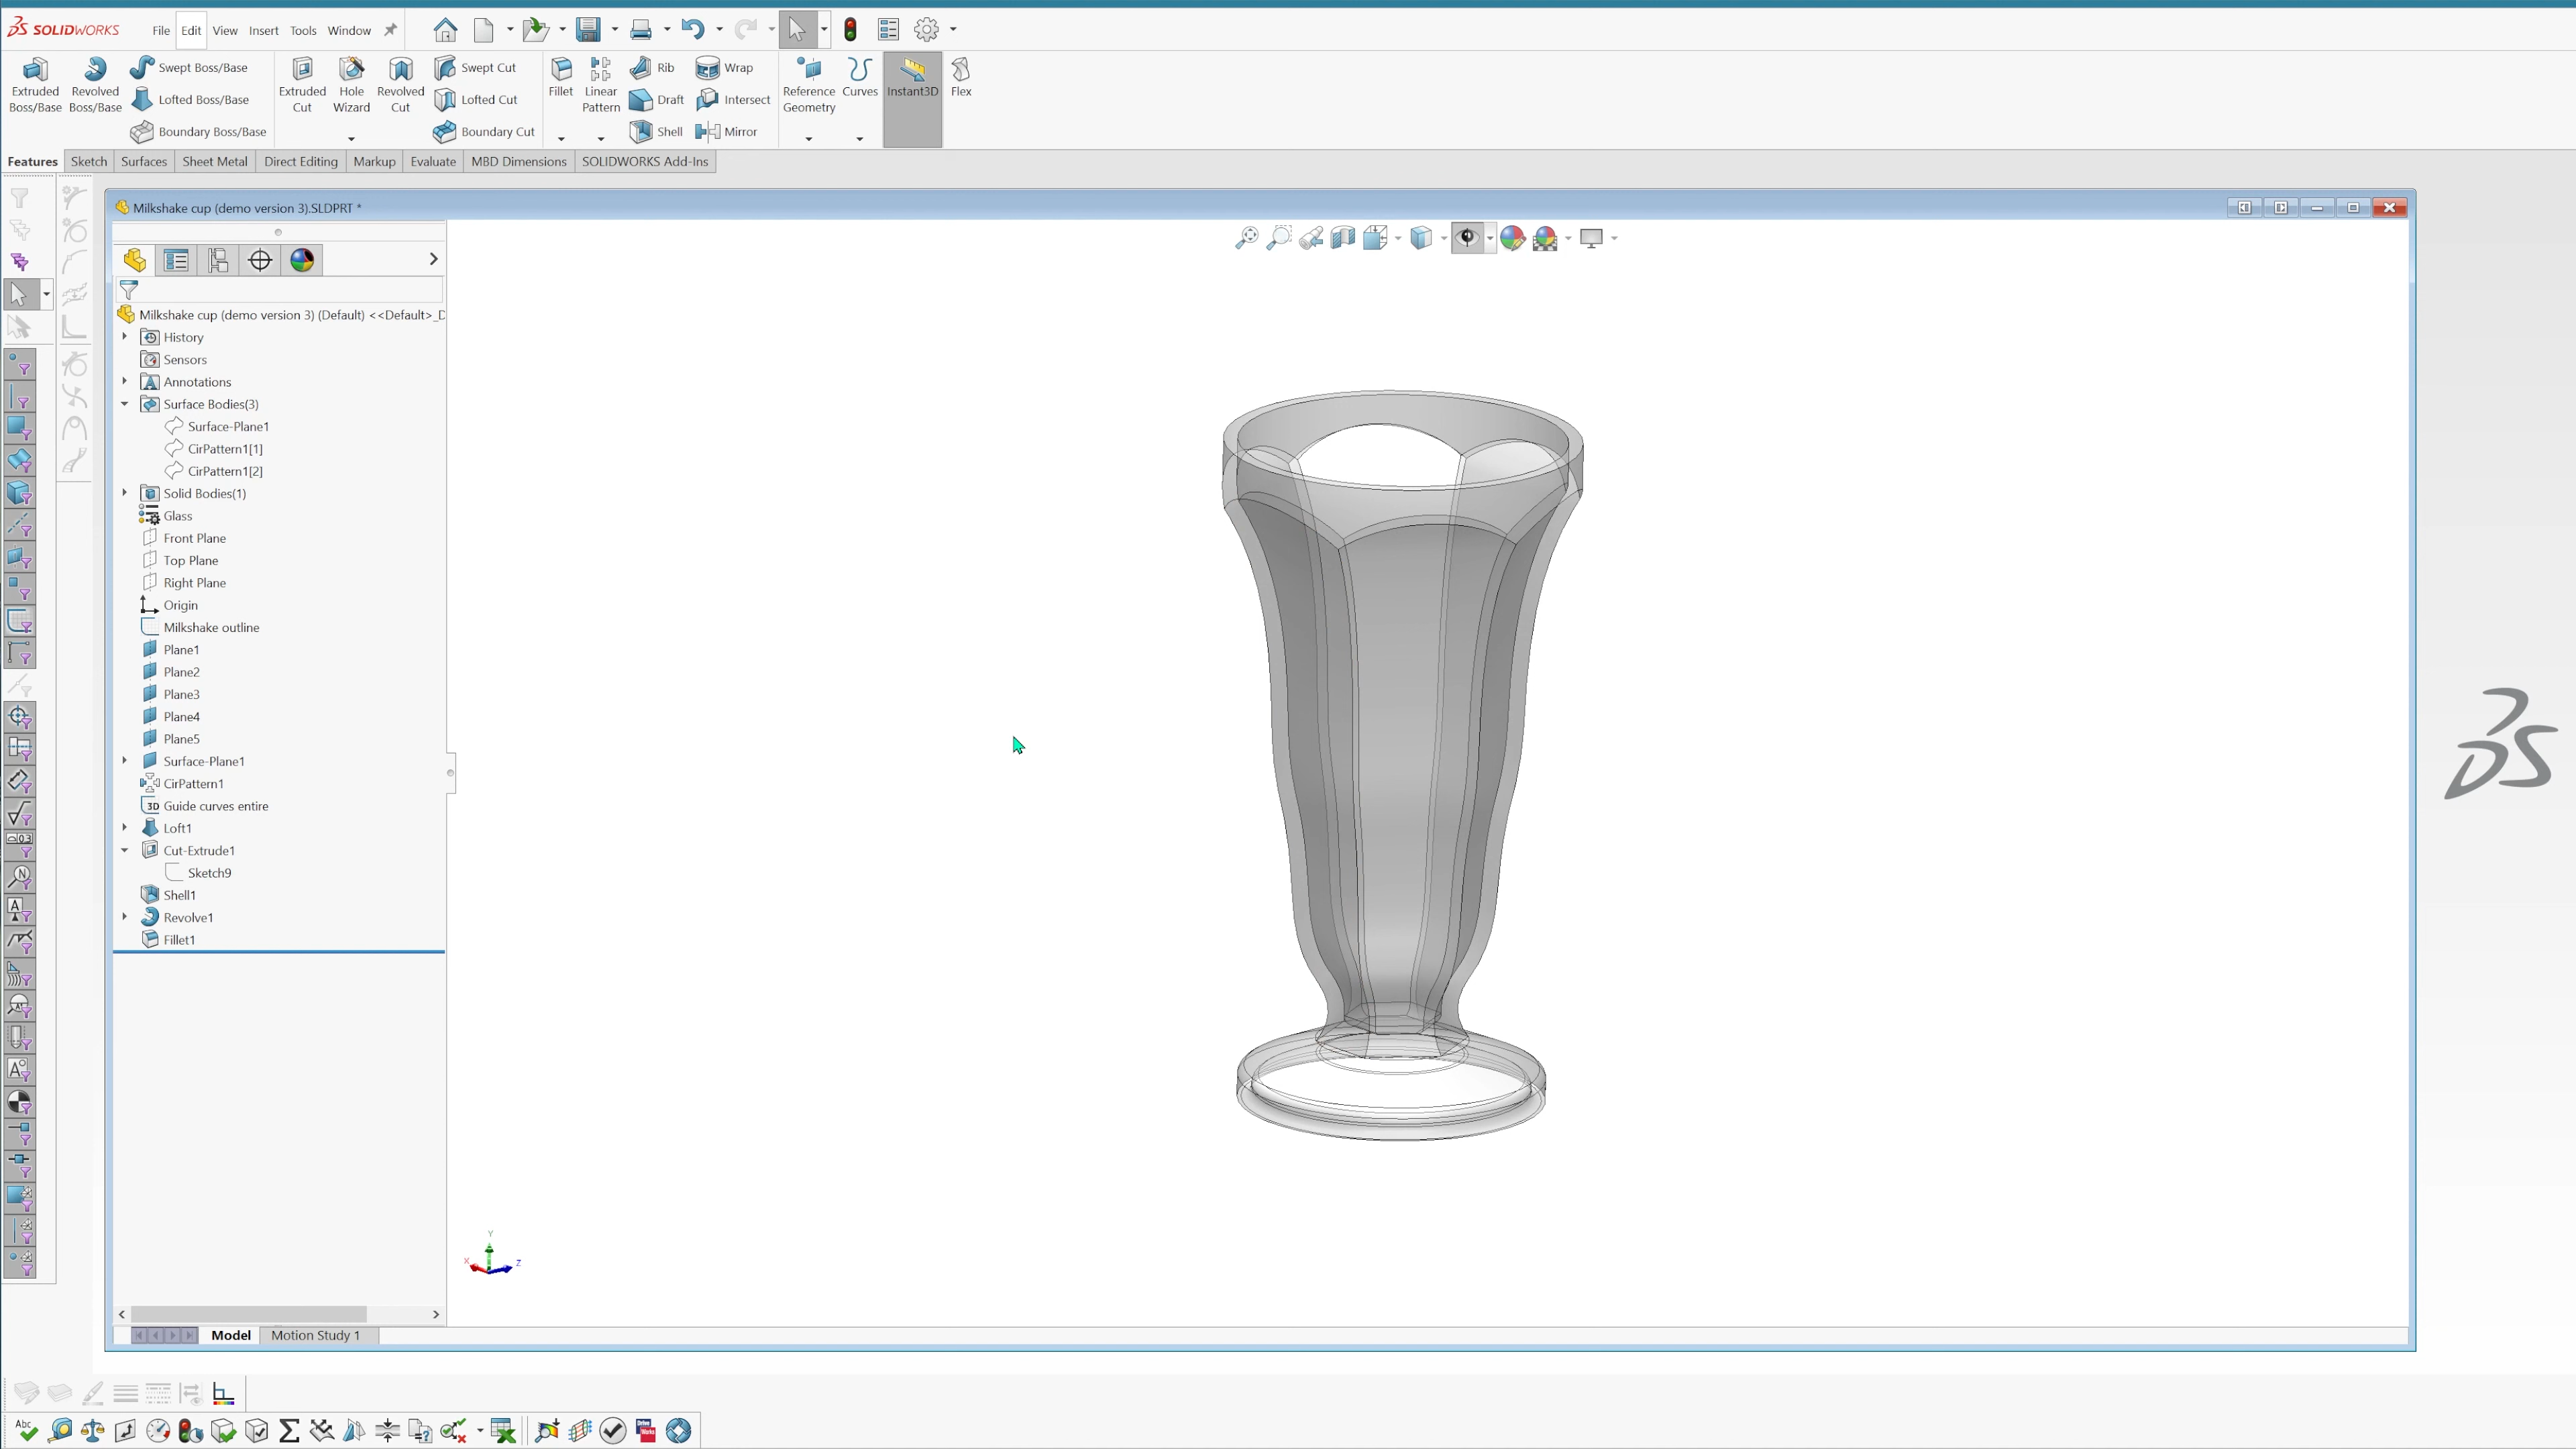 SOLIDWORKS File Edit View Insert Tools Window
Extruded Boss/Base
Revolved Boss/Base
Swept Boss/Base
Lofted Boss/Base
Boundary Boss/Base
Extruded Cut
Hole Wizard
Revolved Cut
Swept Cut
Lofted Cut
Boundary Cut
Fillet
Linear Pattern
Rib
Draft
Shell
Wrap
Intersect
Mirror
Reference Geometry
Curves
Instant3D
Flex
Features Sketch Surfaces Sheet Metal Direct Editing Markup Evaluate MBD Dimensions SOLIDWORKS Add-Ins
Milkshake cup (demo version 3).SLDPRT *
Milkshake cup (demo version 3) (Default) <<Default>_D
History
Sensors
Annotations
Surface Bodies(3)
Surface-Plane1
CirPattern1[1]
CirPattern1[2]
Solid Bodies(1)
Glass
Front Plane
Top Plane
Right Plane
Origin
Milkshake outline
Plane1
Plane2
Plane3
Plane4
Plane5
Surface-Plane1
CirPattern1
3D Guide curves entire
Loft1
Cut-Extrude1
Sketch9
Shell1
Revolve1
Fillet1
Y
X
Z
Model Motion Study 1
Abc